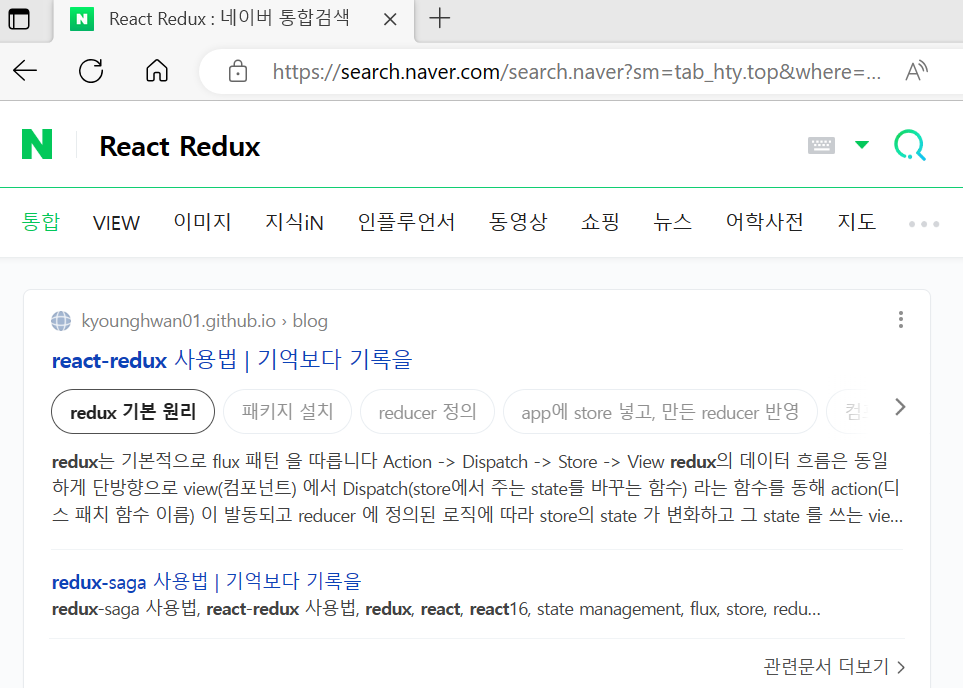 React Redux : 네이버 통합검색
https://search.naver.com/search.naver?sm=tab_hty.top&where=...
React Redux
통합 VIEW 이미지 지식iN 인플루언서 동영상 쇼핑 뉴스 어학사전 지도
kyounghwan01.github.io › blog
react-redux 사용법 | 기억보다 기록을
redux 기본 원리 패키지 설치 reducer 정의 app에 store 넣고, 만든 reducer 반영
redux는 기본적으로 flux 패턴 을 따릅니다 Action -> Dispatch -> Store -> View redux의 데이터 흐름은 동일
하게 단방향으로 view(컴포넌트) 에서 Dispatch(store에서 주는 state를 바꾸는 함수) 라는 함수를 동해 action(디
스 패치 함수 이름) 이 발동되고 reducer 에 정의된 로직에 따라 store의 state 가 변화하고 그 state 를 쓰는 vie...
redux-saga 사용법 | 기억보다 기록을
redux-saga 사용법, react-redux 사용법, redux, react, react16, state management, flux, store, redu...
관련문서 더보기